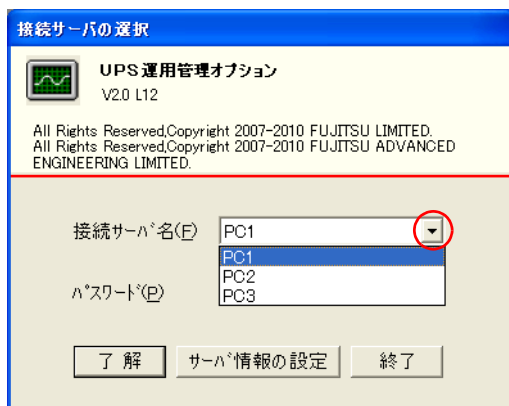 接続サーバの選択
UPS運用管理オプション
V2.0 L12
All Rights Reserved,Copyright 2007-2010 FUJITSU LIMITED.
All Rights Reserved,Copyright 2007-2010 FUJITSU ADVANCED
ENGINEERING LIMITED.
接続サーバ名(F) PC1
PC1
PC2
PC3
パスワード(P)
了解 サーバ情報の設定 終了